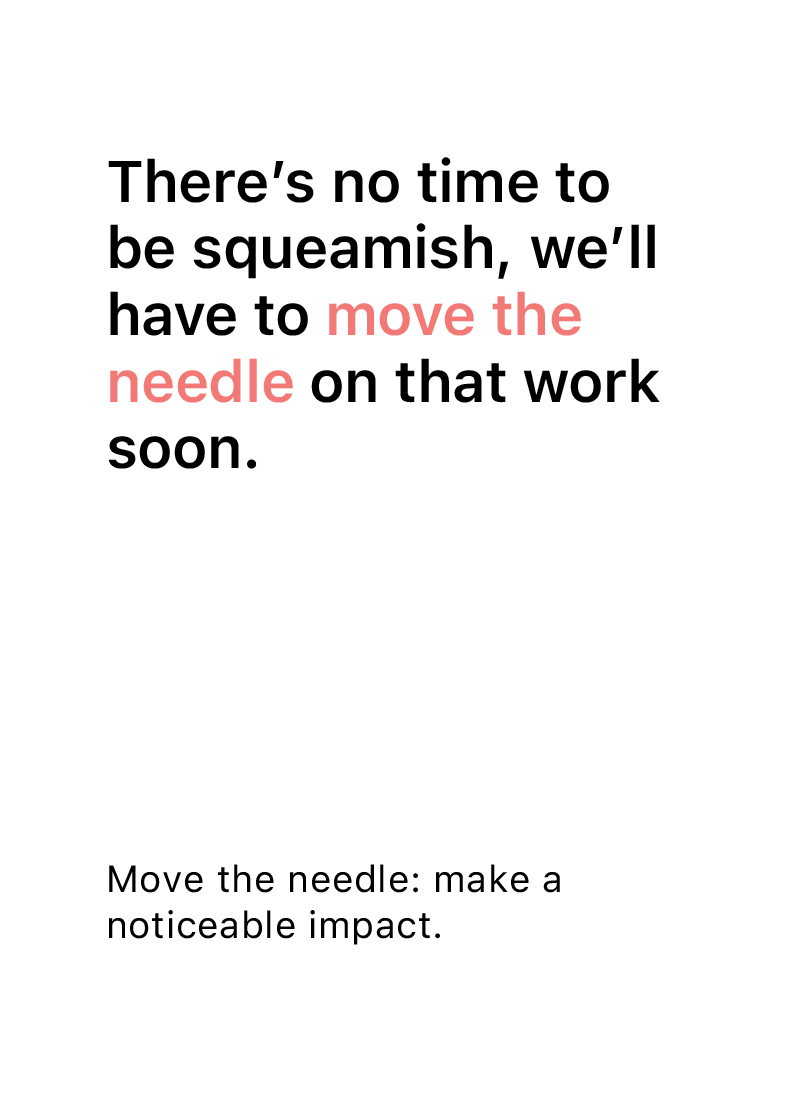 There’s no time to
be squeamish, we’ll
have to move the
needle on that work
soon.
Move the needle: make a
noticeable impact.